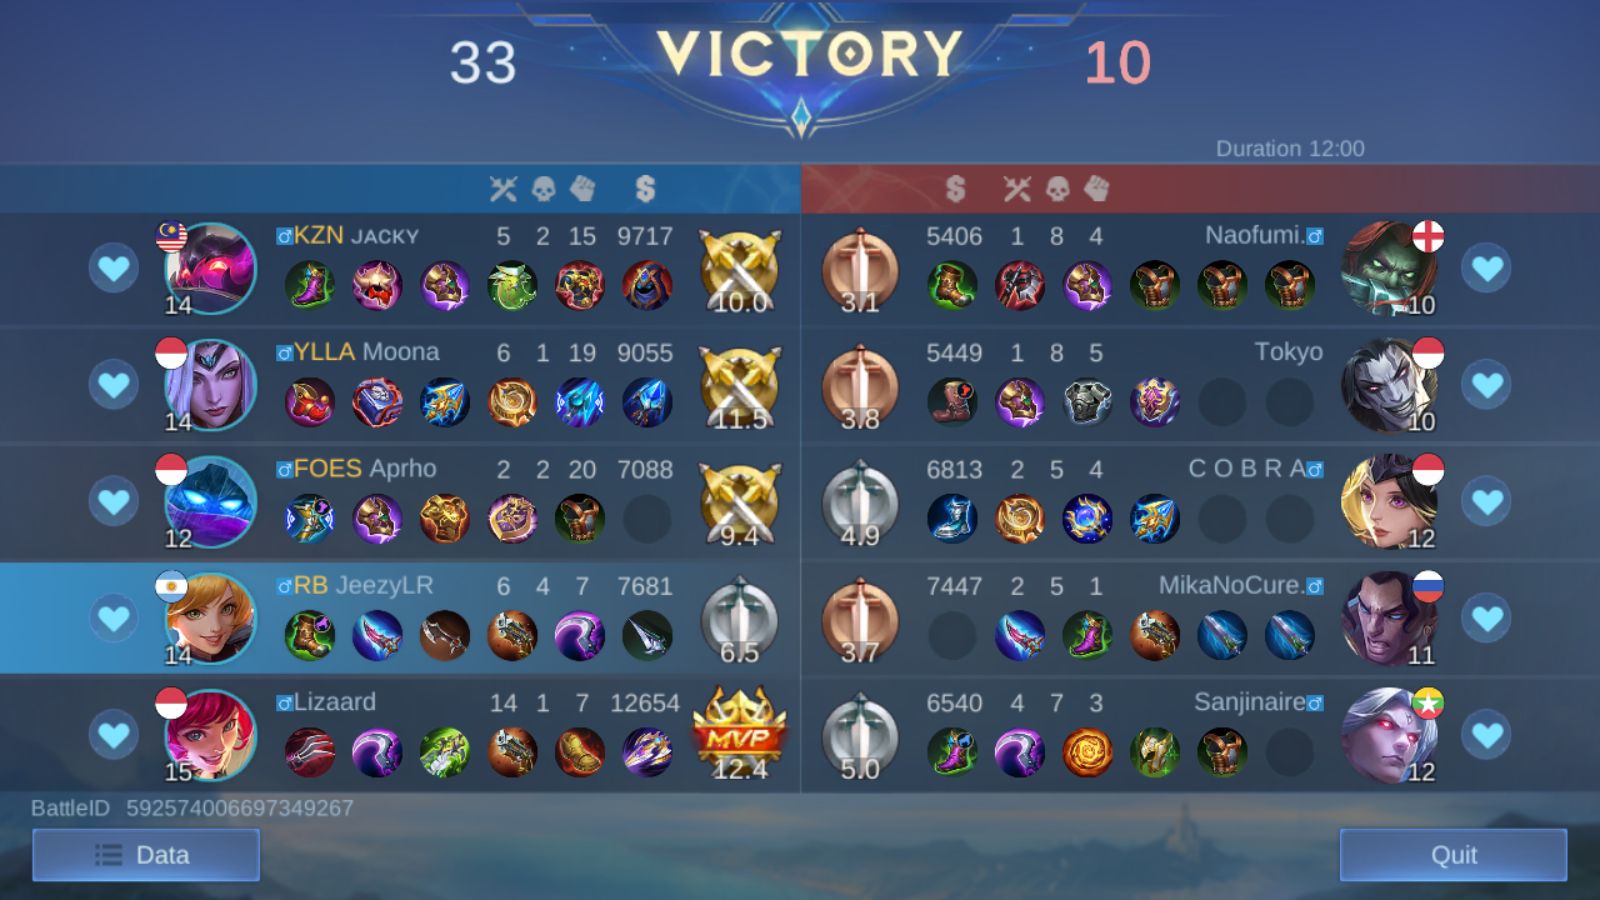 33 VICTORY 10
Duration 12:00
KZN JACKY 5 2 15 9717 10.0 14
3.1 5406 1 8 4 Naofumi. 10
YLLA Moona 6 1 19 9055 11.5 14
3.8 5449 1 8 5 Tokyo 10
FOES Aprho 2 2 20 7088 9.4 12
4.9 6813 2 5 4 C O B R A 12
RB JeezyLR 6 4 7 7681 6.5 14
3.7 7447 2 5 1 MikaNoCure. 11
Lizaard 14 1 7 12654 MVP 12.4 15
5.0 6540 4 7 3 Sanjinaire 12
BattleID 592574006697349267
Data
Quit